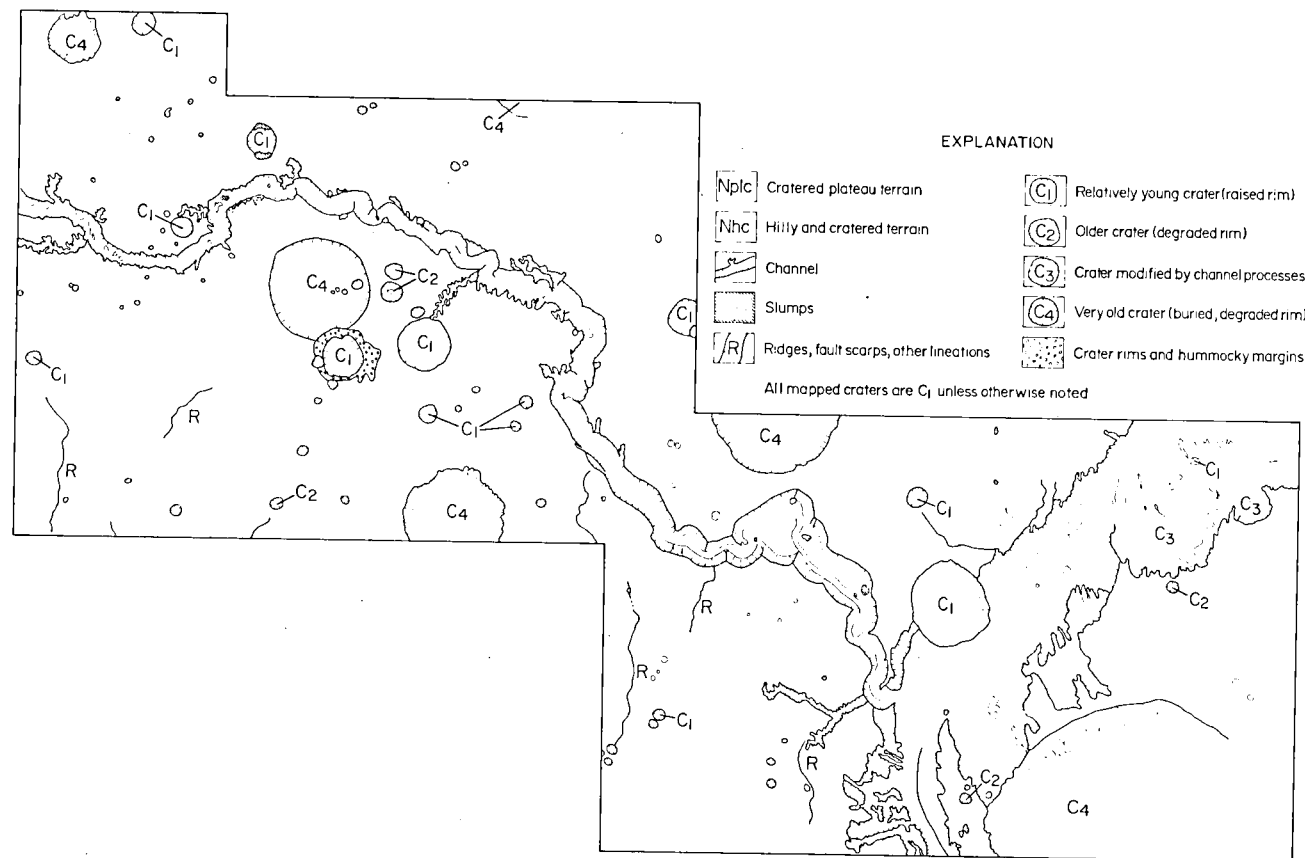 C4
C1
C4
C1
C1
C4
C2
C1
C1
C1
C1
R
C1
R
C2
C4
EXPLANATION
Nplc Cratered plateau terrain
Nhc Hilly and cratered terrain
Channel
Slumps
R Ridges, fault scarps, other lineations
C1 Relatively young crater (raised rim)
C2 Older crater (degraded rim)
C3 Crater modified by channel processes
C4 Very old crater (buried, degraded rim)
Crater rims and hummocky margins
All mapped craters are C1 unless otherwise noted
C4
C1
C1
C3
C3
C2
C1
R
R
C1
R
C2
C4